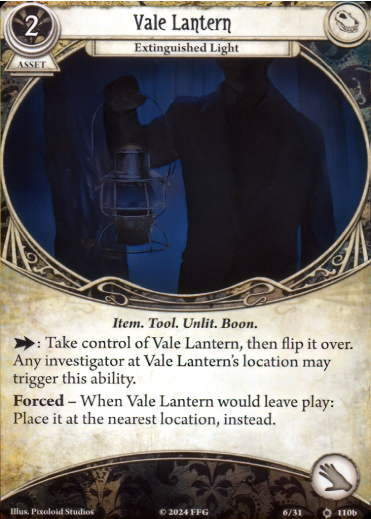 2
Vale Lantern
ASSET
Extinguished Light
Item. Tool. Unlit. Boon.
: Take control of Vale Lantern, then flip it over.
Any investigator at Vale Lantern's location may
trigger this ability.
Forced – When Vale Lantern would leave play:
Place it at the nearest location, instead.
Illus. Pixoloid Studios
© 2024 FFG
6/31
110b